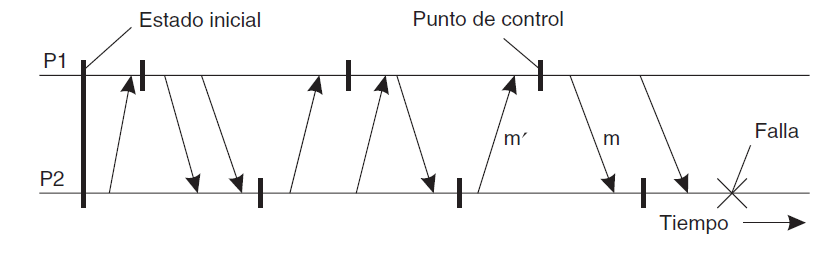 Estado inicial
Punto de control
P1
m′
m
Falla
P2
Tiempo